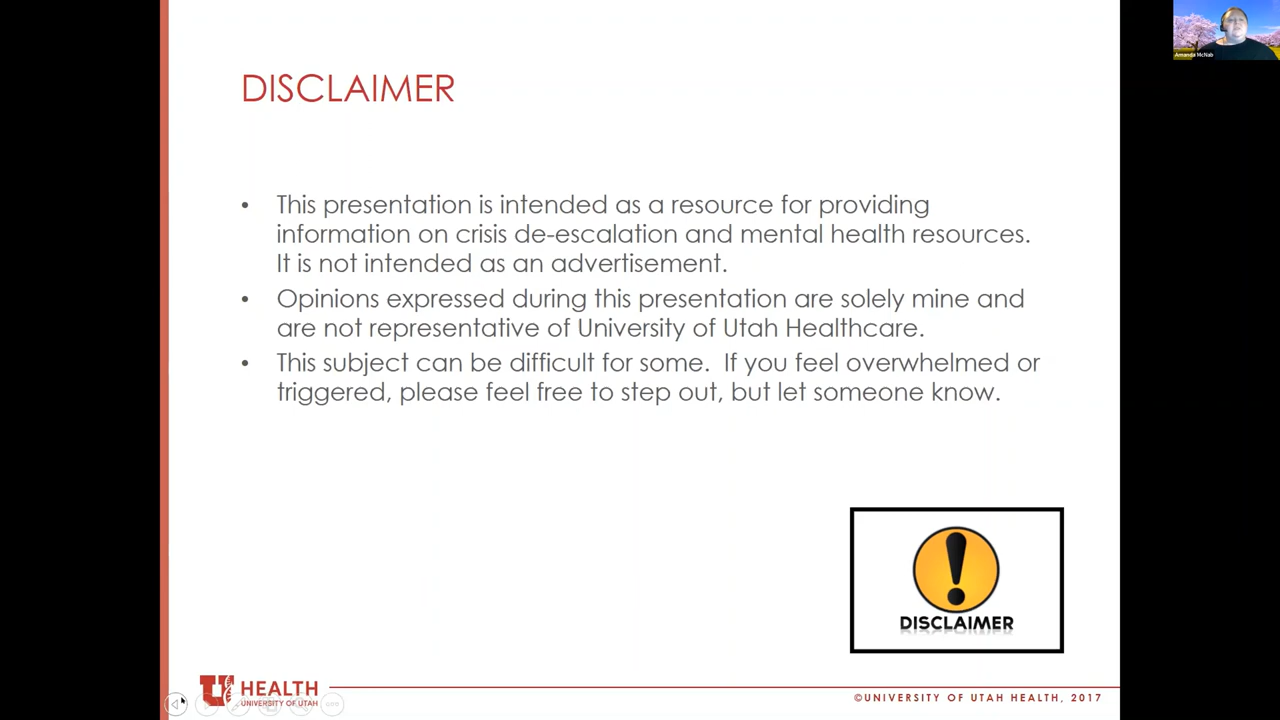 Amanda McNab
DISCLAIMER
• This presentation is intended as a resource for providing
information on crisis de-escalation and mental health resources.
It is not intended as an advertisement.
• Opinions expressed during this presentation are solely mine and
are not representative of University of Utah Healthcare.
• This subject can be difficult for some.  If you feel overwhelmed or
triggered, please feel free to step out, but let someone know.
DISCLAIMER
U HEALTH
UNIVERSITY OF UTAH
©UNIVERSITY OF UTAH HEALTH, 2017